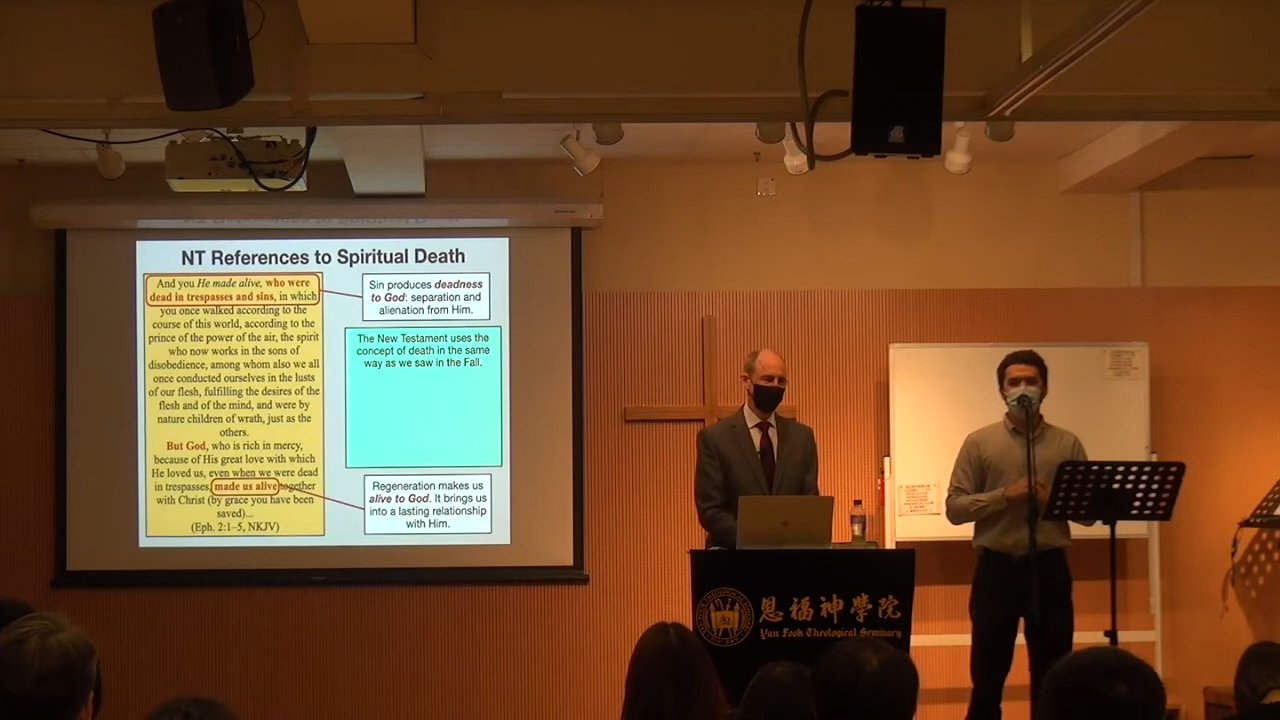 NT References to Spiritual Death
And you He made alive, who were
dead in trespasses and sins, in which
you once walked according to the
course of this world, according to the
prince of the power of the air, the spirit
who now works in the sons of
disobedience, among whom also we all
once conducted ourselves in the lusts
of our flesh, fulfilling the desires of the
flesh and of the mind, and were by
nature children of wrath, just as the
others.
But God, who is rich in mercy,
because of His great love with which
He loved us, even when we were dead
in trespasses, made us alive together
with Christ (by grace you have been
saved)...
(Eph. 2:1–5, NKJV)
Sin produces deadness
to God: separation and
alienation from Him.
The New Testament uses the
concept of death in the same
way as we saw in the Fall.
Regeneration makes us
alive to God. It brings us
into a lasting relationship
with Him.
恩福神學院
Yan Fook Theological Seminary